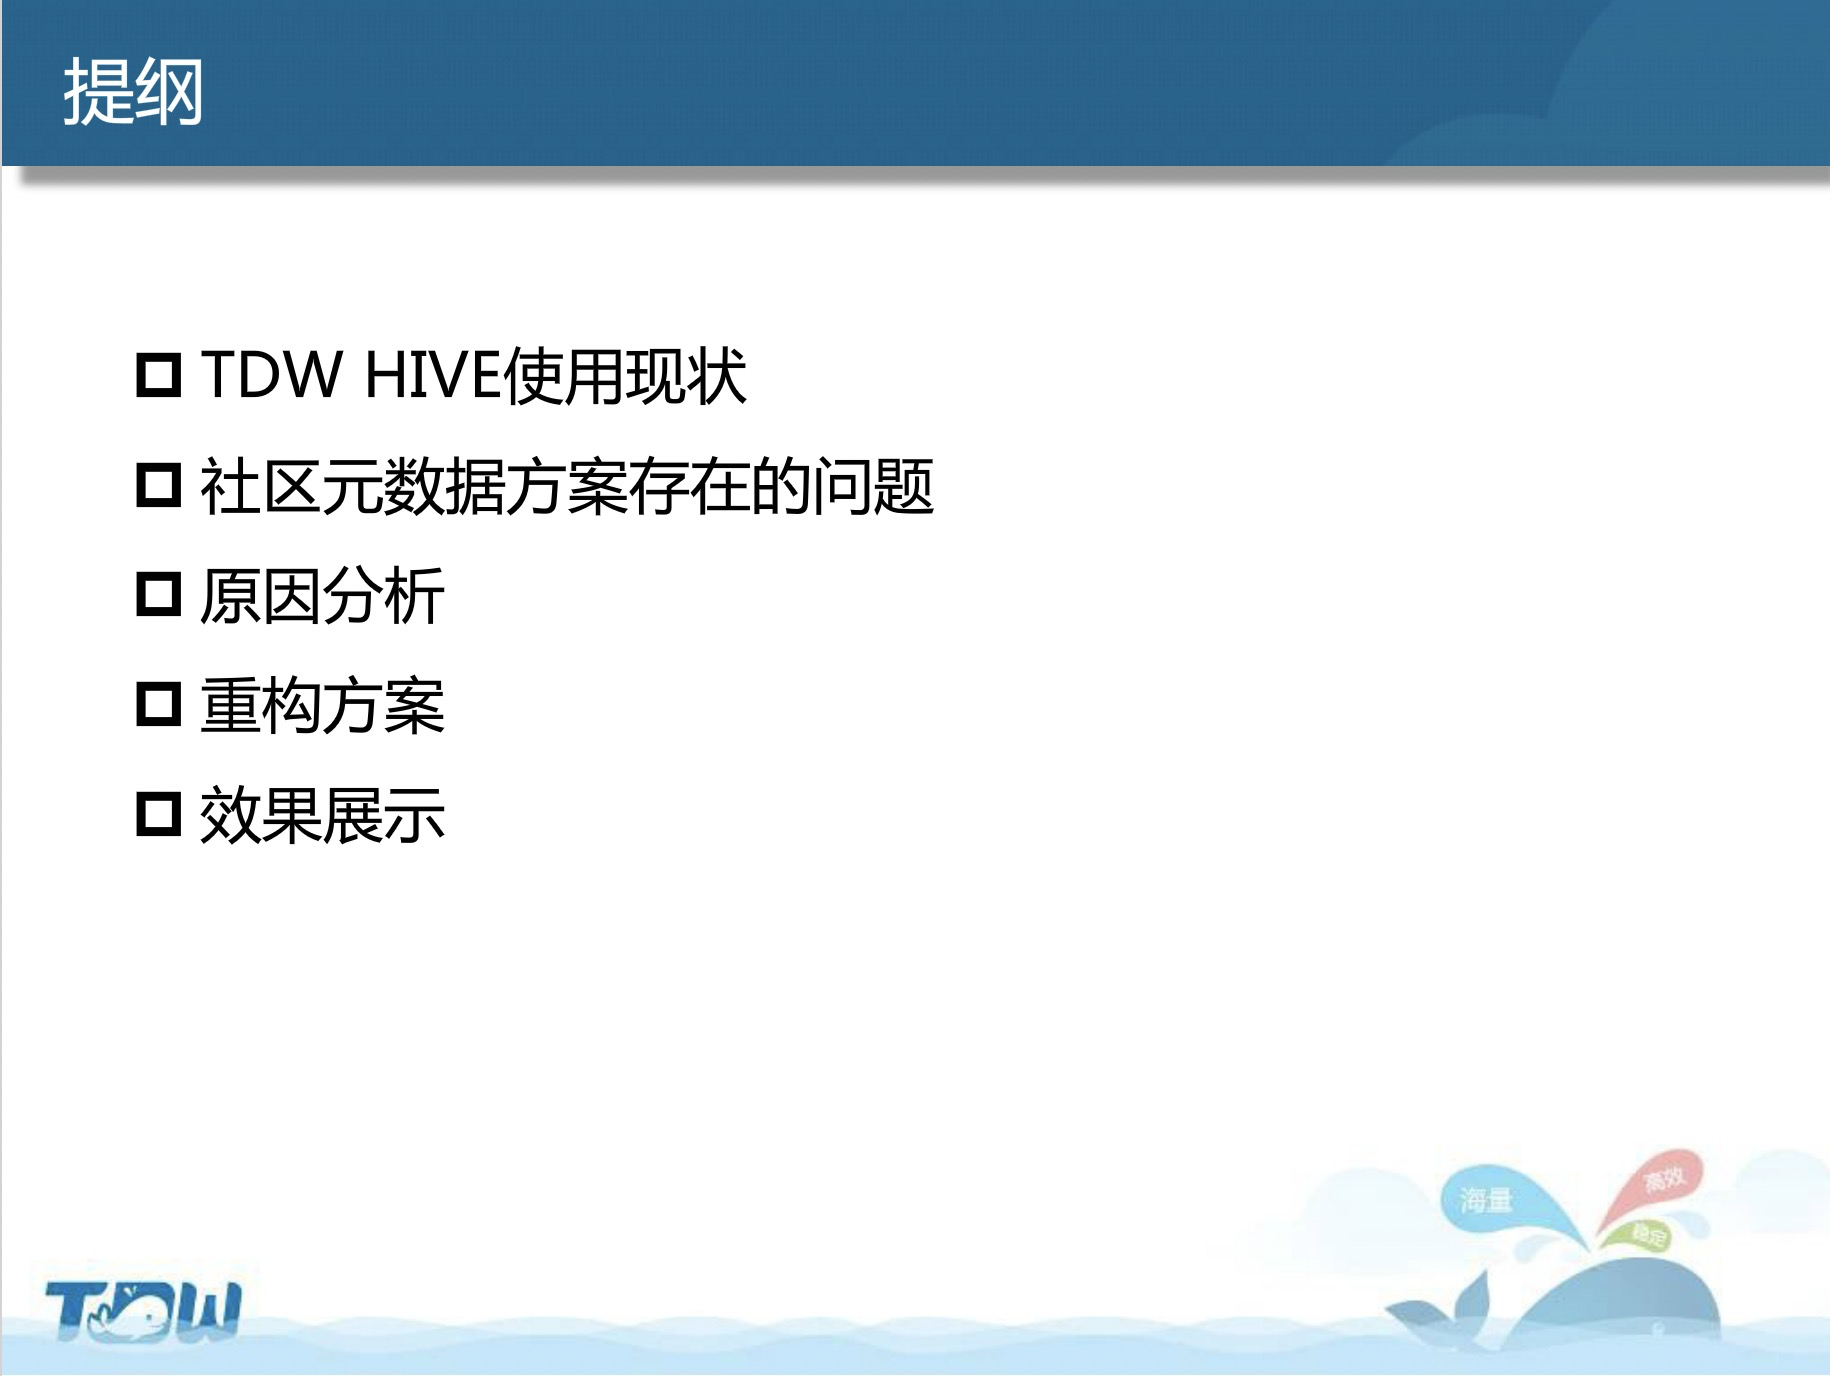 提纲
TDW HIVE使用现状
社区元数据方案存在的问题
原因分析
重构方案
效果展示
海量
高效
稳定
TDW